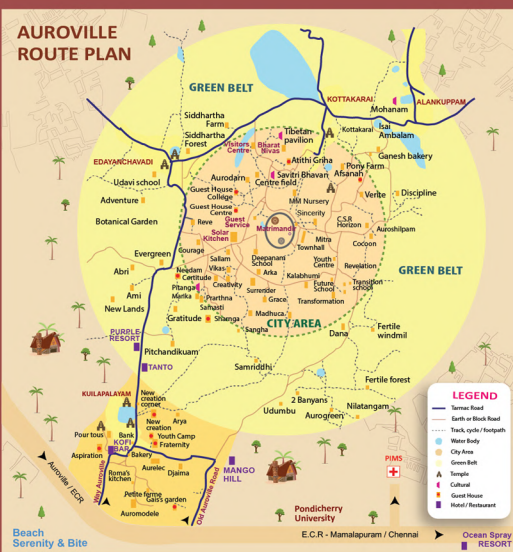 AUROVILLE
ROUTE PLAN
GREEN BELT
KOTTAKARAI
ALANKUPPAM
Mohanam
Siddhartha
Farm
Siddhartha
Forest
Visitors
Centre
Bharat
Nivas
Tibetan
pavilion
Kottakarai
Isai
Ambalam
EDAYANCHAVADI
Atithi Griha
Ganesh bakery
Pony Farm
Udavi school
Aurodam
Savitri Bhavan
Afsanah
Centre field
Adventure
Guest House
College
Guest House
Centre
MM Nursery
Verite
Discipline
Sincerity
Botanical Garden
Reve
Guest
Service
Matrimandir
C.S.R
Horizon
Auroshilpam
Solar
Kitchen
Mitra
Townhall
Cocoon
Courage
Evergreen
Sallam
Deepanani
School
Youth
Centre
Revelation
GREEN BELT
Abri
Needam
Certitude
Vikas
Arka
Kalabhumi
Creativity
Future
School
Transition
school
Ami
Pitanga
Surrender
Marika
Prarthna
Grace
Transformation
New Lands
Samasti
Madhuca
Gratitude
Sharnga
CITY AREA
Sangha
Dana
Fertile
windmil
PURPLE
RESORT
Pitchandikuam
TANTO
Samriddhi
Fertile forest
KUILAPALAYAM
New
creation
corner
2 Banyans
Nilatangam
Udumbu
Aurogreen
New
creation
Arya
Pour tous
Bank
Youth Camp
Fraternity
KOFI
BAR
Aspiration
Bakery
Roma's
kitchen
Aurelec
Djaima
MANGO
HILL
PIMS
Auroville / ECR
Way Auroville
Old Auroville Road
Petite ferme
Gaia's garden
Auromodele
Pondicherry
University
Beach
Serenity & Bite
E.C.R - Mamalapuram / Chennai
Ocean Spray
RESORT
LEGEND
Tarmac Road
Earth or Block Road
Track, cycle / footpath
Water Body
City Area
Green Belt
Temple
Cultural
Guest House
Hotel / Restaurant